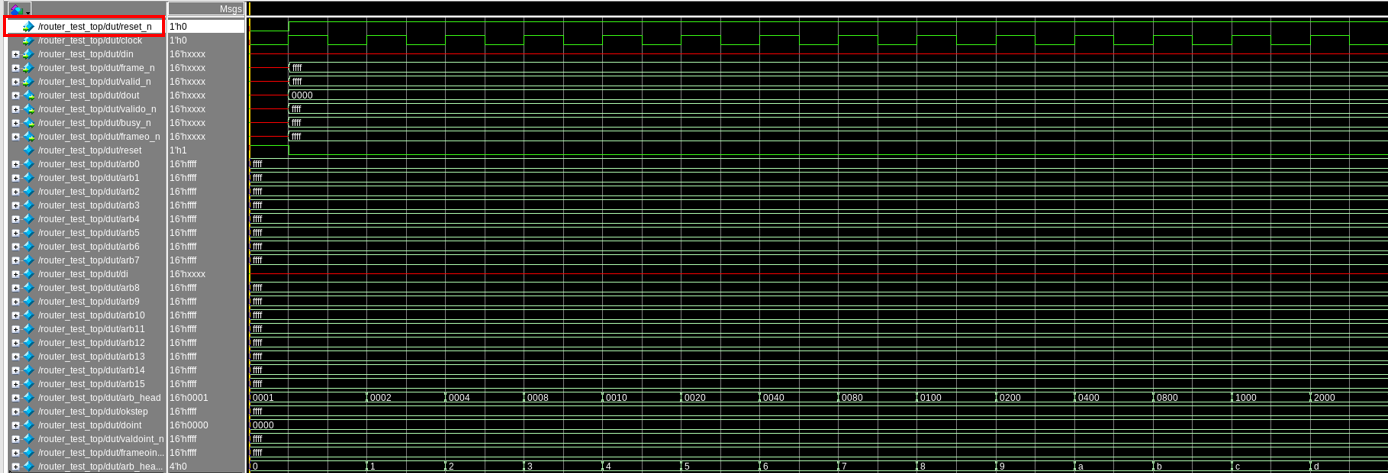 Msgs
/router_test_top/dut/reset_n 1'h0
/router_test_top/dut/clock 1'h0
/router_test_top/dut/din 16'hxxxx
/router_test_top/dut/frame_n 16'hxxxx ffff
/router_test_top/dut/valid_n 16'hxxxx ffff
/router_test_top/dut/dout 16'hxxxx 0000
/router_test_top/dut/valido_n 16'hxxxx ffff
/router_test_top/dut/busy_n 16'hxxxx ffff
/router_test_top/dut/frameo_n 16'hxxxx ffff
/router_test_top/dut/reset 1'h1
/router_test_top/dut/arb0 16'hffff ffff
/router_test_top/dut/arb1 16'hffff ffff
/router_test_top/dut/arb2 16'hffff ffff
/router_test_top/dut/arb3 16'hffff ffff
/router_test_top/dut/arb4 16'hffff ffff
/router_test_top/dut/arb5 16'hffff ffff
/router_test_top/dut/arb6 16'hffff ffff
/router_test_top/dut/arb7 16'hffff ffff
/router_test_top/dut/di 16'hxxxx
/router_test_top/dut/arb8 16'hffff ffff
/router_test_top/dut/arb9 16'hffff ffff
/router_test_top/dut/arb10 16'hffff ffff
/router_test_top/dut/arb11 16'hffff ffff
/router_test_top/dut/arb12 16'hffff ffff
/router_test_top/dut/arb13 16'hffff ffff
/router_test_top/dut/arb14 16'hffff ffff
/router_test_top/dut/arb15 16'hffff ffff
/router_test_top/dut/arb_head 16'h0001 0001 0002 0004 0008 0010 0020 0040 0080 0100 0200 0400 0800 1000 2000
/router_test_top/dut/okstep 16'hffff ffff
/router_test_top/dut/doint 16'h0000 0000
/router_test_top/dut/valdoint_n 16'hffff ffff
/router_test_top/dut/frameoin... 16'hffff ffff
/router_test_top/dut/arb_hea... 4'h0 0 1 2 3 4 5 6 7 8 9 a b c d